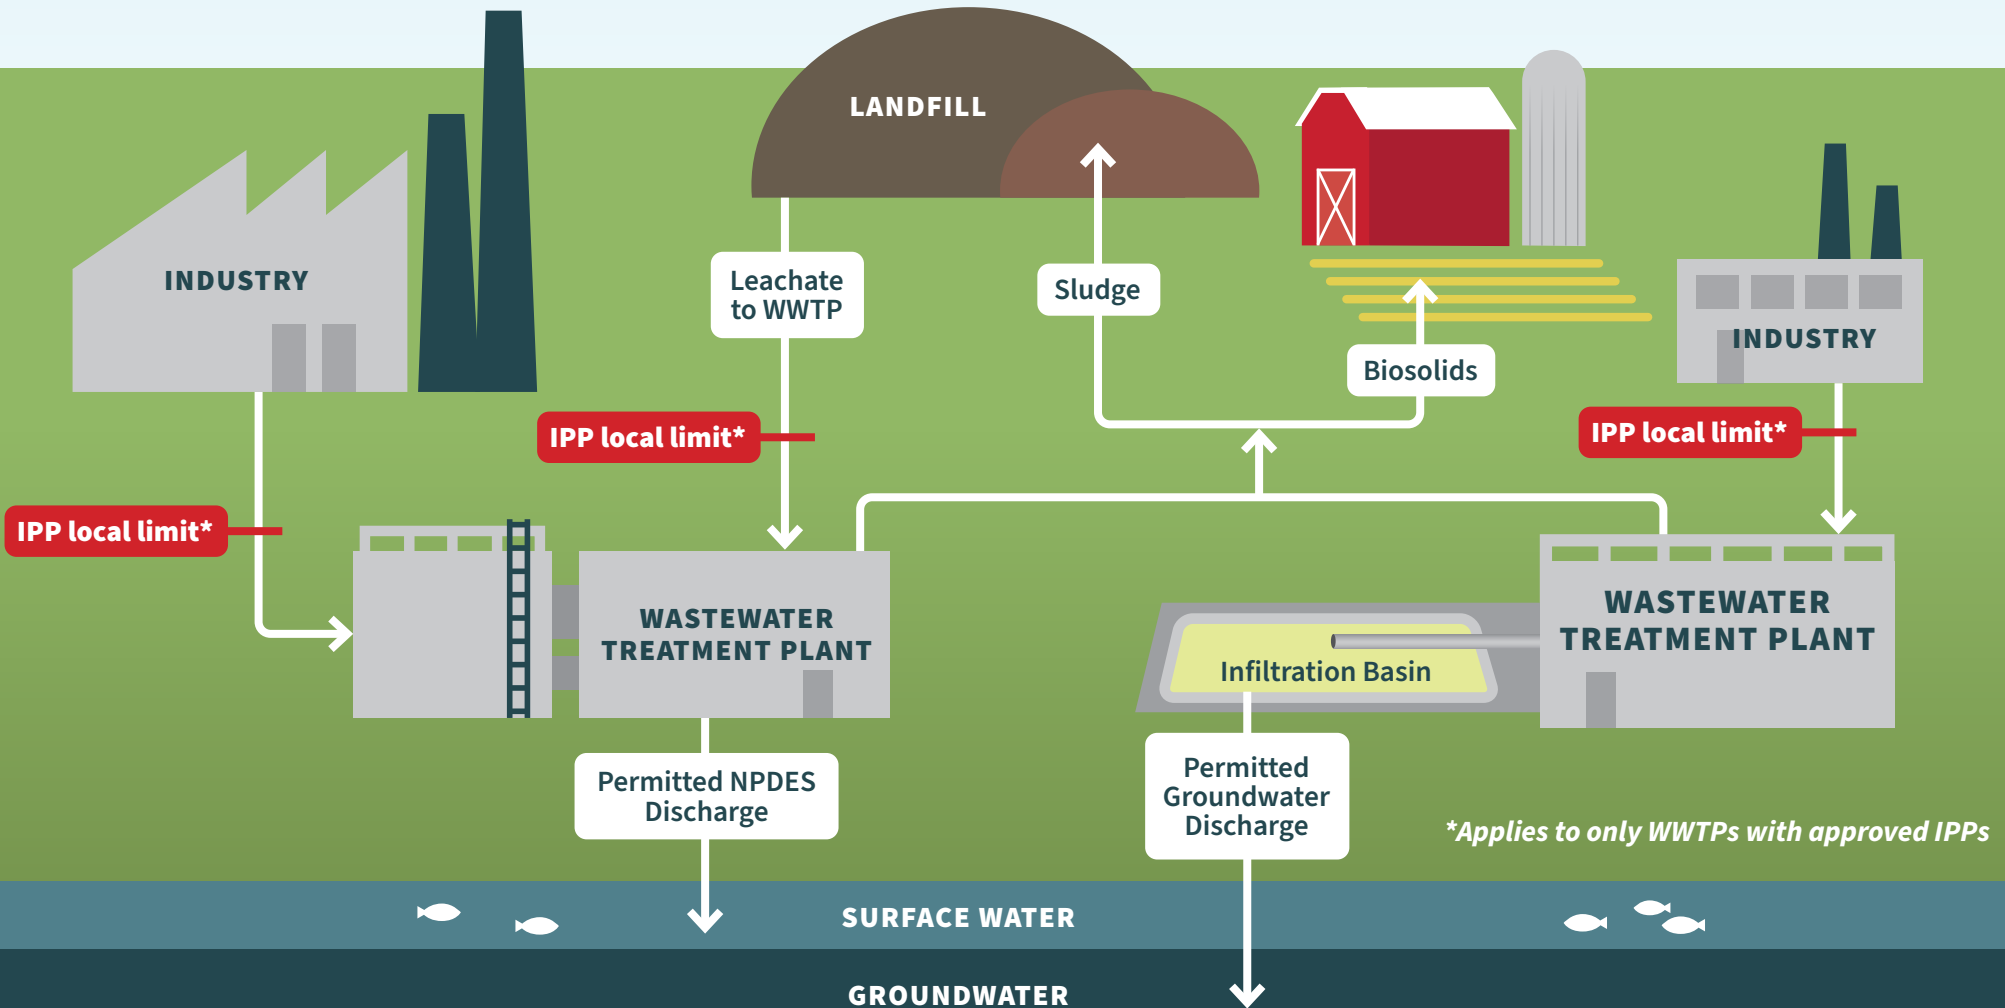 LANDFILL
INDUSTRY
Leachate
to WWTP
Sludge
Biosolids
INDUSTRY
IPP local limit*
IPP local limit*
IPP local limit*
WASTEWATER
TREATMENT PLANT
WASTEWATER
TREATMENT PLANT
Infiltration Basin
Permitted NPDES
Discharge
Permitted
Groundwater
Discharge
*Applies to only WWTPs with approved IPPs
SURFACE WATER
GROUNDWATER